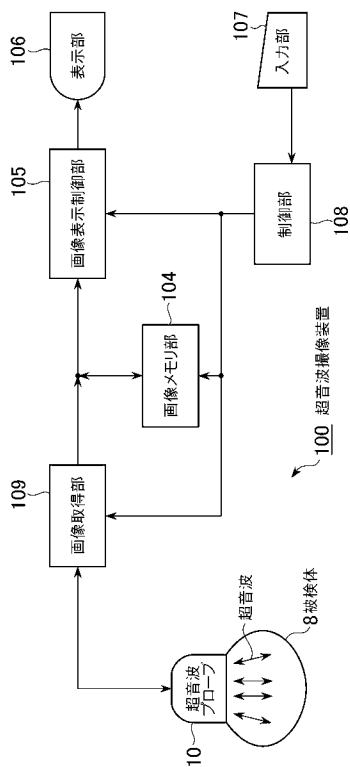 106
表示部
107
入力部
105
画像表示制御部
108
制御部
104
画像メモリ部
109
画像取得部
100 超音波撮像装置
10
超音波
プローブ
超音波
8被検体